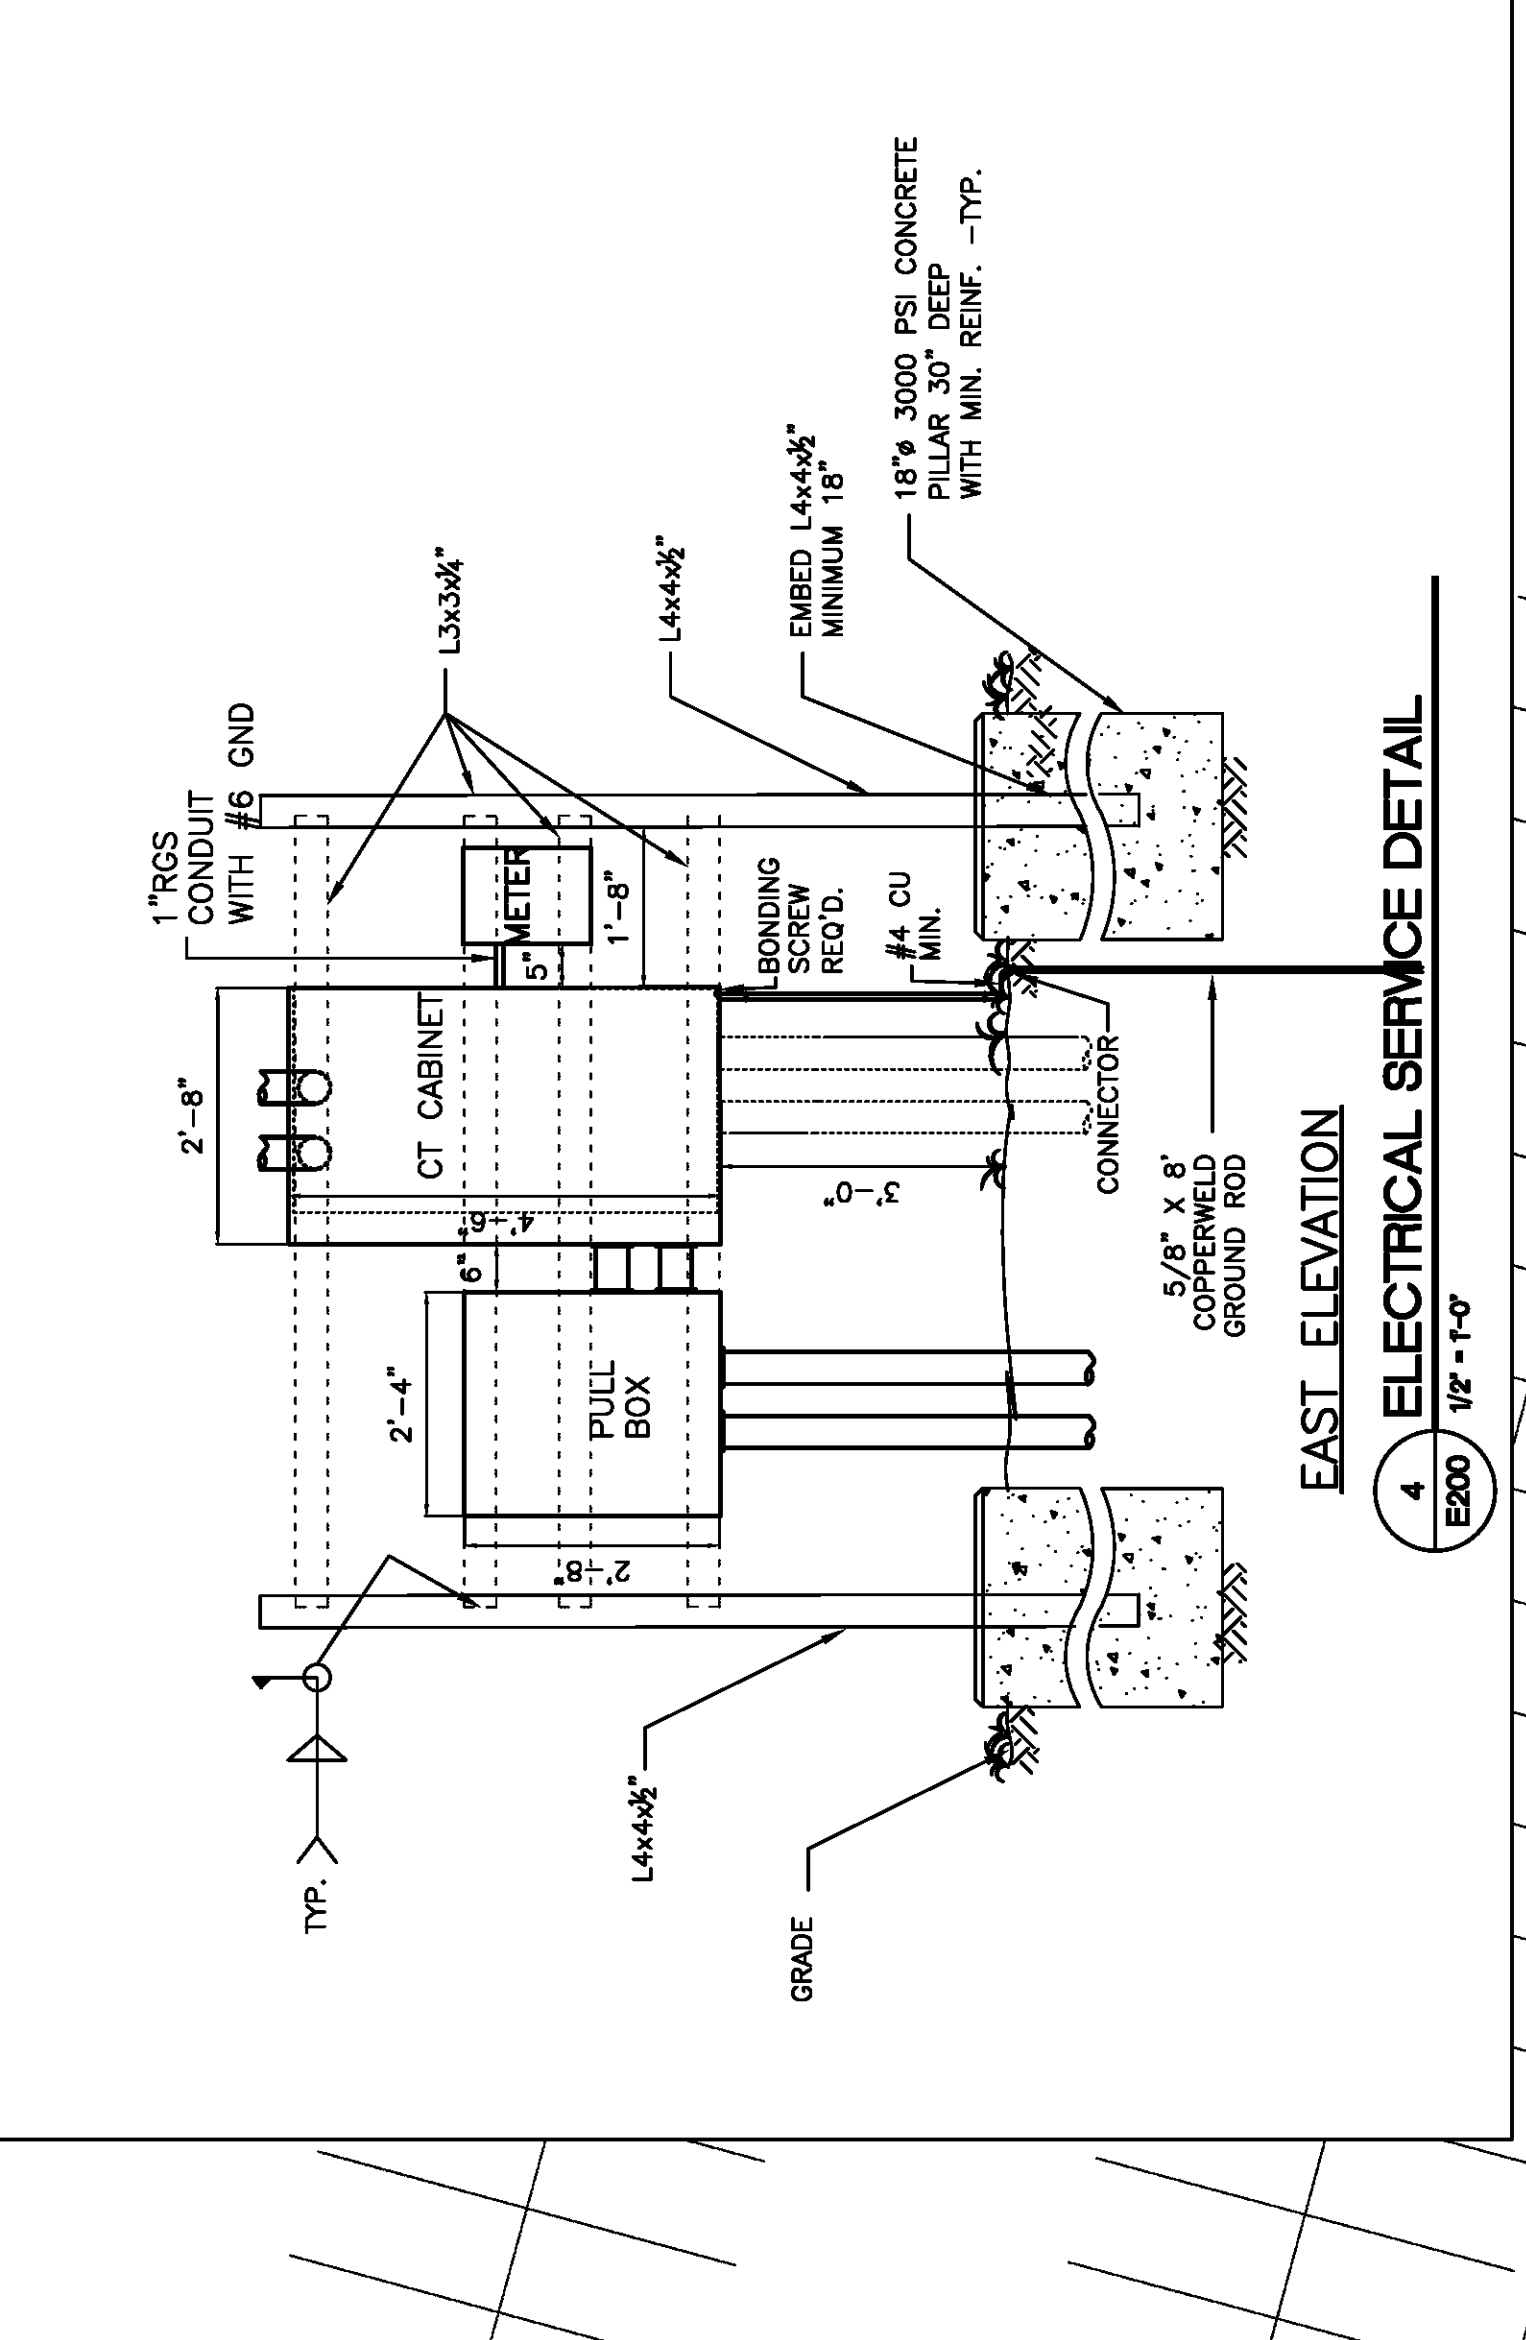 1"RGS
CONDUIT
WITH #6 GND
L3x3x¼"
L4x4x½"
EMBED L4x4x½"
MINIMUM 18"
18"ø 3000 PSI CONCRETE
PILLAR 30" DEEP
WITH MIN. REINF. -TYP.
2'-8"
METER
5"
1'-8"
CT CABINET
4'-6"
6"
BONDING
SCREW
REQ'D.
#4 CU
MIN.
2'-4"
PULL
BOX
2'-8"
3'-0"
CONNECTOR
5/8" X 8'
COPPERWELD
GROUND ROD
TYP.
L4x4x½"
GRADE
EAST ELEVATION
4
E200
ELECTRICAL SERVICE DETAIL
1/2" = 1'-0"